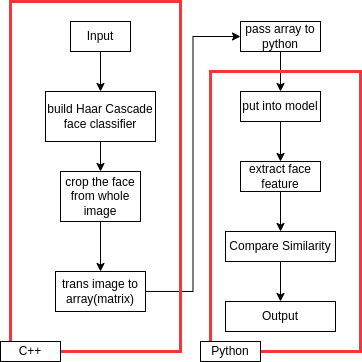 Input
build Haar Cascade
face classifier
crop the face
from whole
image
trans image to
array(matrix)
C++
pass array to
python
put into model
extract face
feature
Compare Similarity
Output
Python